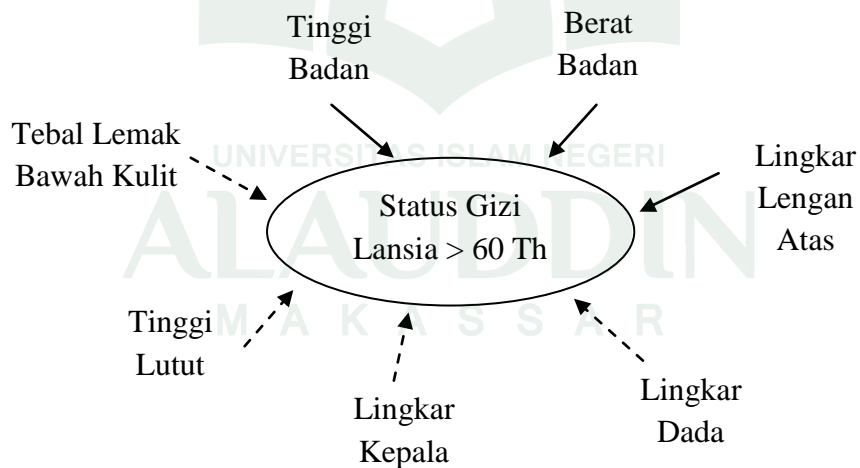 Tinggi
Badan
Berat
Badan
Tebal Lemak
Bawah Kulit
Lingkar
Lengan
Atas
UNIVERSITAS ISLAM NEGERI
ALAUDDIN
MAKASSAR
Status Gizi
Lansia > 60 Th
Tinggi
Lutut
Lingkar
Kepala
Lingkar
Dada